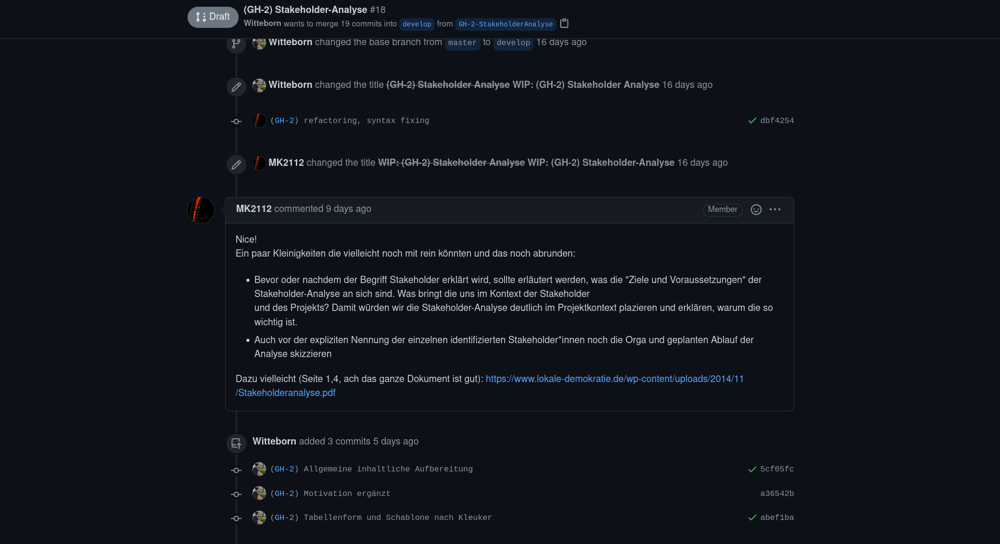 Draft
(GH-2) Stakeholder-Analyse #18
Witteborn wants to merge 19 commits into develop from GH-2-StakeholderAnalyse
Witteborn changed the base branch from master to develop 16 days ago
Witteborn changed the title (GH-2) Stakeholder Analyse WIP: (GH-2) Stakeholder Analyse 16 days ago
(GH-2) refactoring, syntax fixing dbf4254
MK2112 changed the title WIP: (GH-2) Stakeholder Analyse WIP: (GH-2) Stakeholder-Analyse 16 days ago
MK2112 commented 9 days ago Member
Nice!
Ein paar Kleinigkeiten die vielleicht noch mit rein könnten und das noch abrunden:
• Bevor oder nachdem der Begriff Stakeholder erklärt wird, sollte erläutert werden, was die "Ziele und Voraussetzungen" der
Stakeholder-Analyse an sich sind. Was bringt die uns im Kontext der Stakeholder
und des Projekts? Damit würden wir die Stakeholder-Analyse deutlich im Projektkontext plazieren und erklären, warum die so
wichtig ist.
• Auch vor der expliziten Nennung der einzelnen identifizierten Stakeholder*innen noch die Orga und geplanten Ablauf der
Analyse skizzieren
Dazu vielleicht (Seite 1,4, ach das ganze Dokument ist gut): https://www.lokale-demokratie.de/wp-content/uploads/2014/11
/Stakeholderanalyse.pdf
Witteborn added 3 commits 5 days ago
(GH-2) Allgemeine inhaltliche Aufbereitung 5cf05fc
(GH-2) Motivation ergänzt a36542b
(GH-2) Tabellenform und Schablone nach Kleuker abef1ba